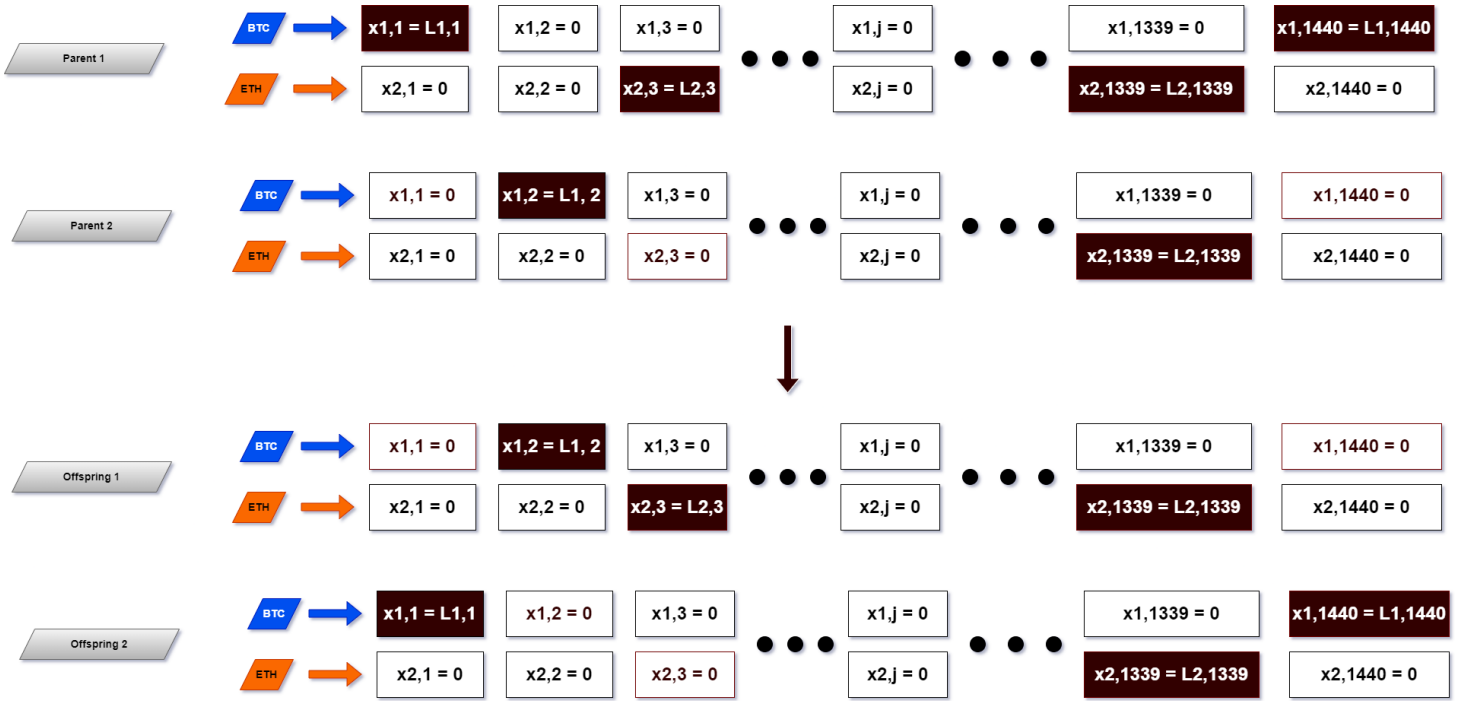 BTC x1,1 = L1,1 x1,2 = 0 x1,3 = 0 x1,j = 0 x1,1339 = 0 x1,1440 = L1,1440
Parent 1
ETH x2,1 = 0 x2,2 = 0 x2,3 = L2,3 x2,j = 0 x2,1339 = L2,1339 x2,1440 = 0
BTC x1,1 = 0 x1,2 = L1, 2 x1,3 = 0 x1,j = 0 x1,1339 = 0 x1,1440 = 0
Parent 2
ETH x2,1 = 0 x2,2 = 0 x2,3 = 0 x2,j = 0 x2,1339 = L2,1339 x2,1440 = 0
BTC x1,1 = 0 x1,2 = L1, 2 x1,3 = 0 x1,j = 0 x1,1339 = 0 x1,1440 = 0
Offspring 1
ETH x2,1 = 0 x2,2 = 0 x2,3 = L2,3 x2,j = 0 x2,1339 = L2,1339 x2,1440 = 0
BTC x1,1 = L1,1 x1,2 = 0 x1,3 = 0 x1,j = 0 x1,1339 = 0 x1,1440 = L1,1440
Offspring 2
ETH x2,1 = 0 x2,2 = 0 x2,3 = 0 x2,j = 0 x2,1339 = L2,1339 x2,1440 = 0